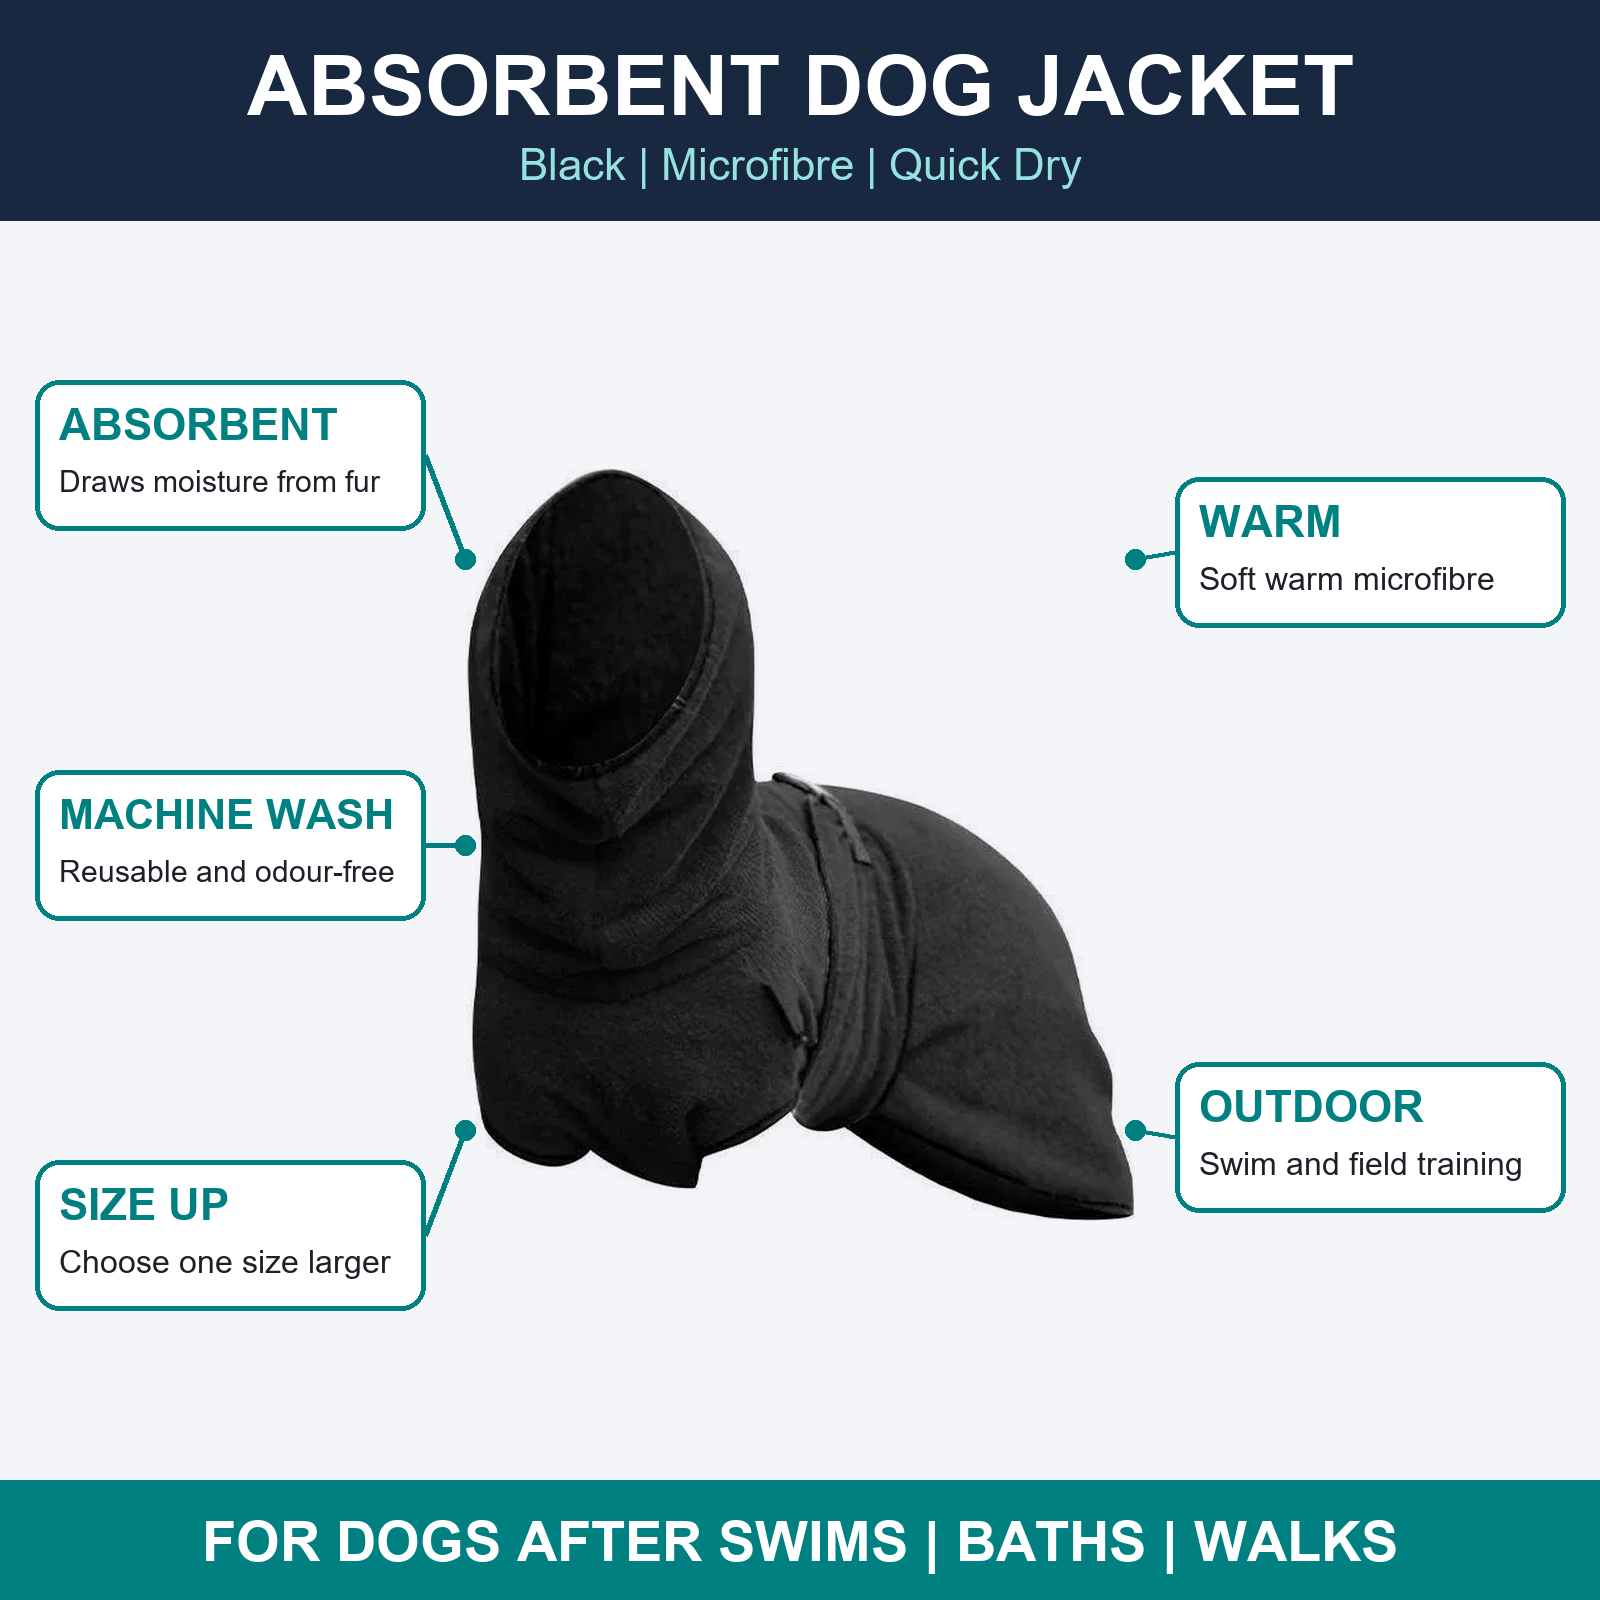 ABSORBENT DOG JACKET
Black | Microfibre | Quick Dry
ABSORBENT
Draws moisture from fur
WARM
Soft warm microfibre
MACHINE WASH
Reusable and odour-free
OUTDOOR
Swim and field training
SIZE UP
Choose one size larger
FOR DOGS AFTER SWIMS | BATHS | WALKS